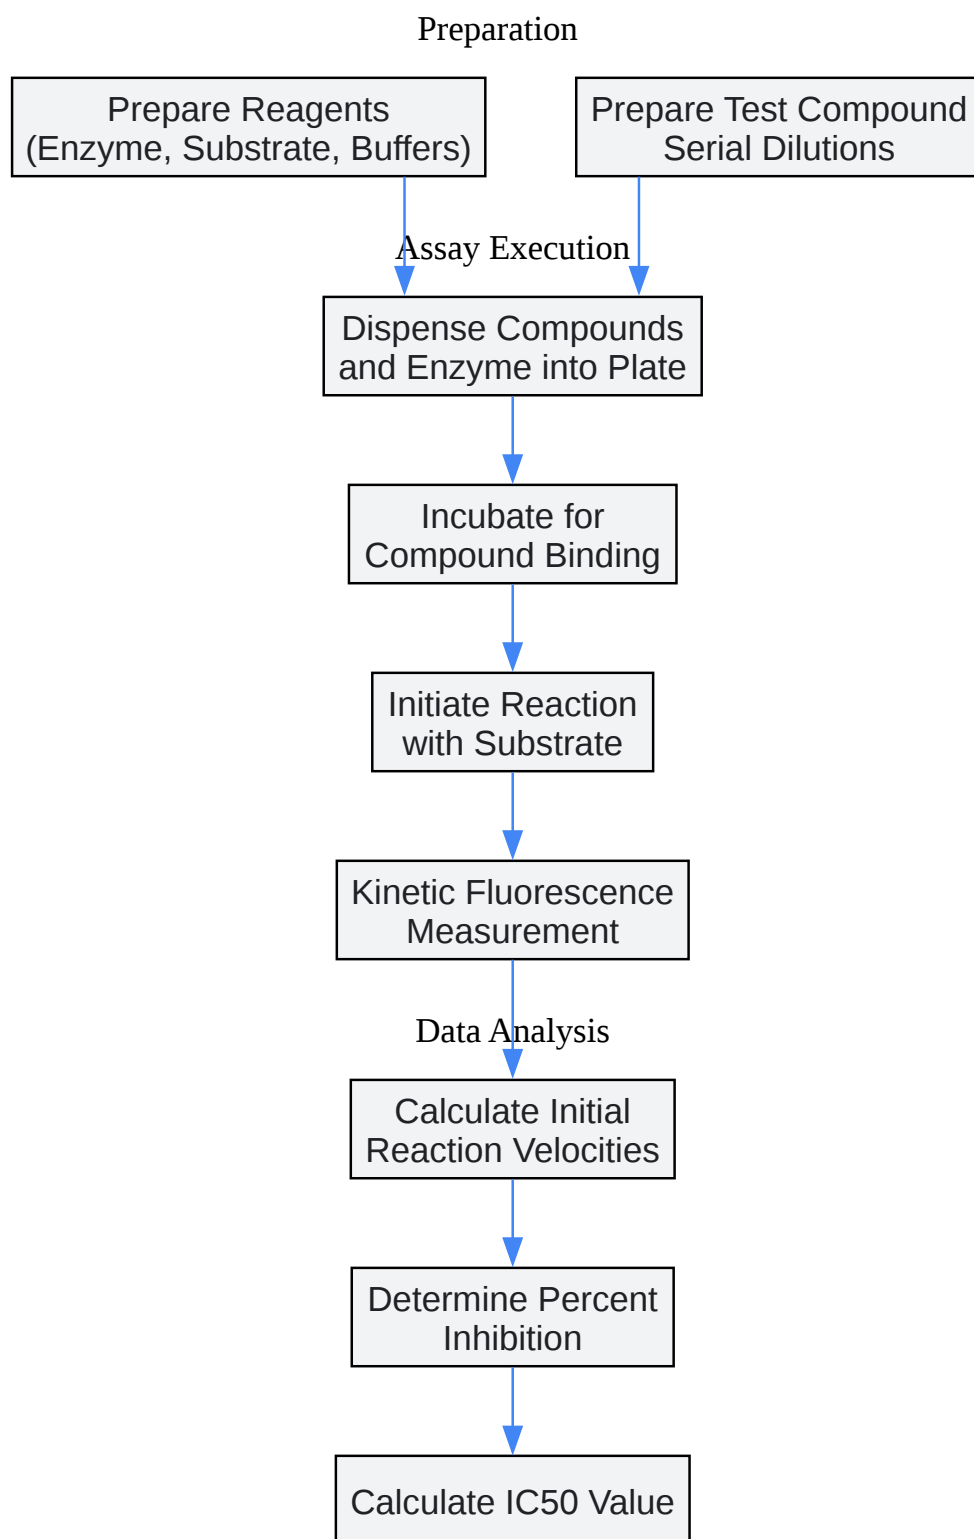 Preparation
Prepare Reagents
(Enzyme, Substrate, Buffers)
Prepare Test Compound
Serial Dilutions
Assay Execution
Dispense Compounds
and Enzyme into Plate
Incubate for
Compound Binding
Initiate Reaction
with Substrate
Kinetic Fluorescence
Measurement
Data Analysis
Calculate Initial
Reaction Velocities
Determine Percent
Inhibition
Calculate IC50 Value